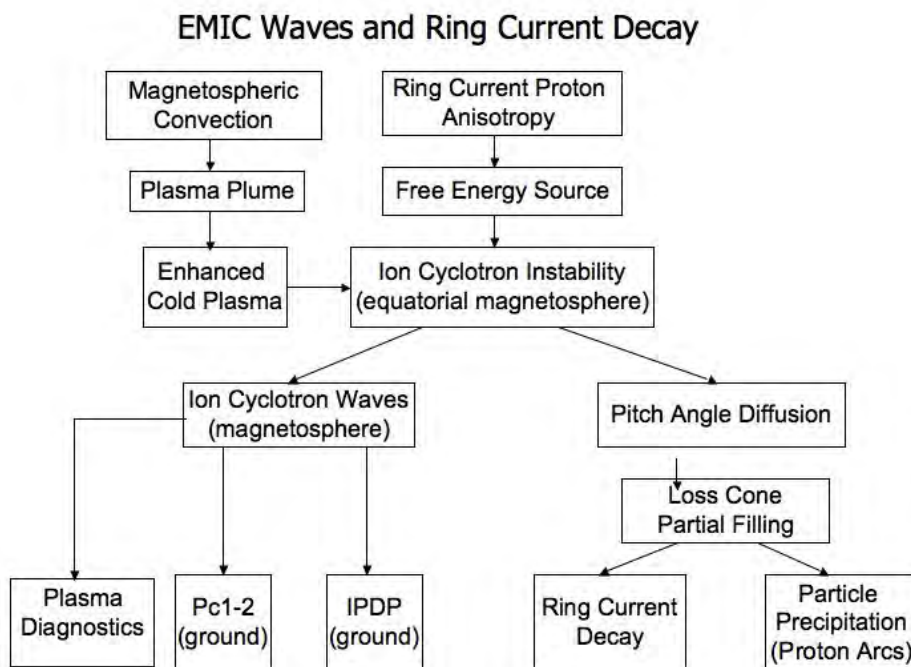 EMIC Waves and Ring Current Decay
Magnetospheric
Convection
Ring Current Proton
Anisotropy
Plasma Plume
Free Energy Source
Enhanced
Cold Plasma
Ion Cyclotron Instability
(equatorial magnetosphere)
Ion Cyclotron Waves
(magnetosphere)
Pitch Angle Diffusion
Loss Cone
Partial Filling
Plasma
Diagnostics
Pc1-2
(ground)
IPDP
(ground)
Ring Current
Decay
Particle
Precipitation
(Proton Arcs)